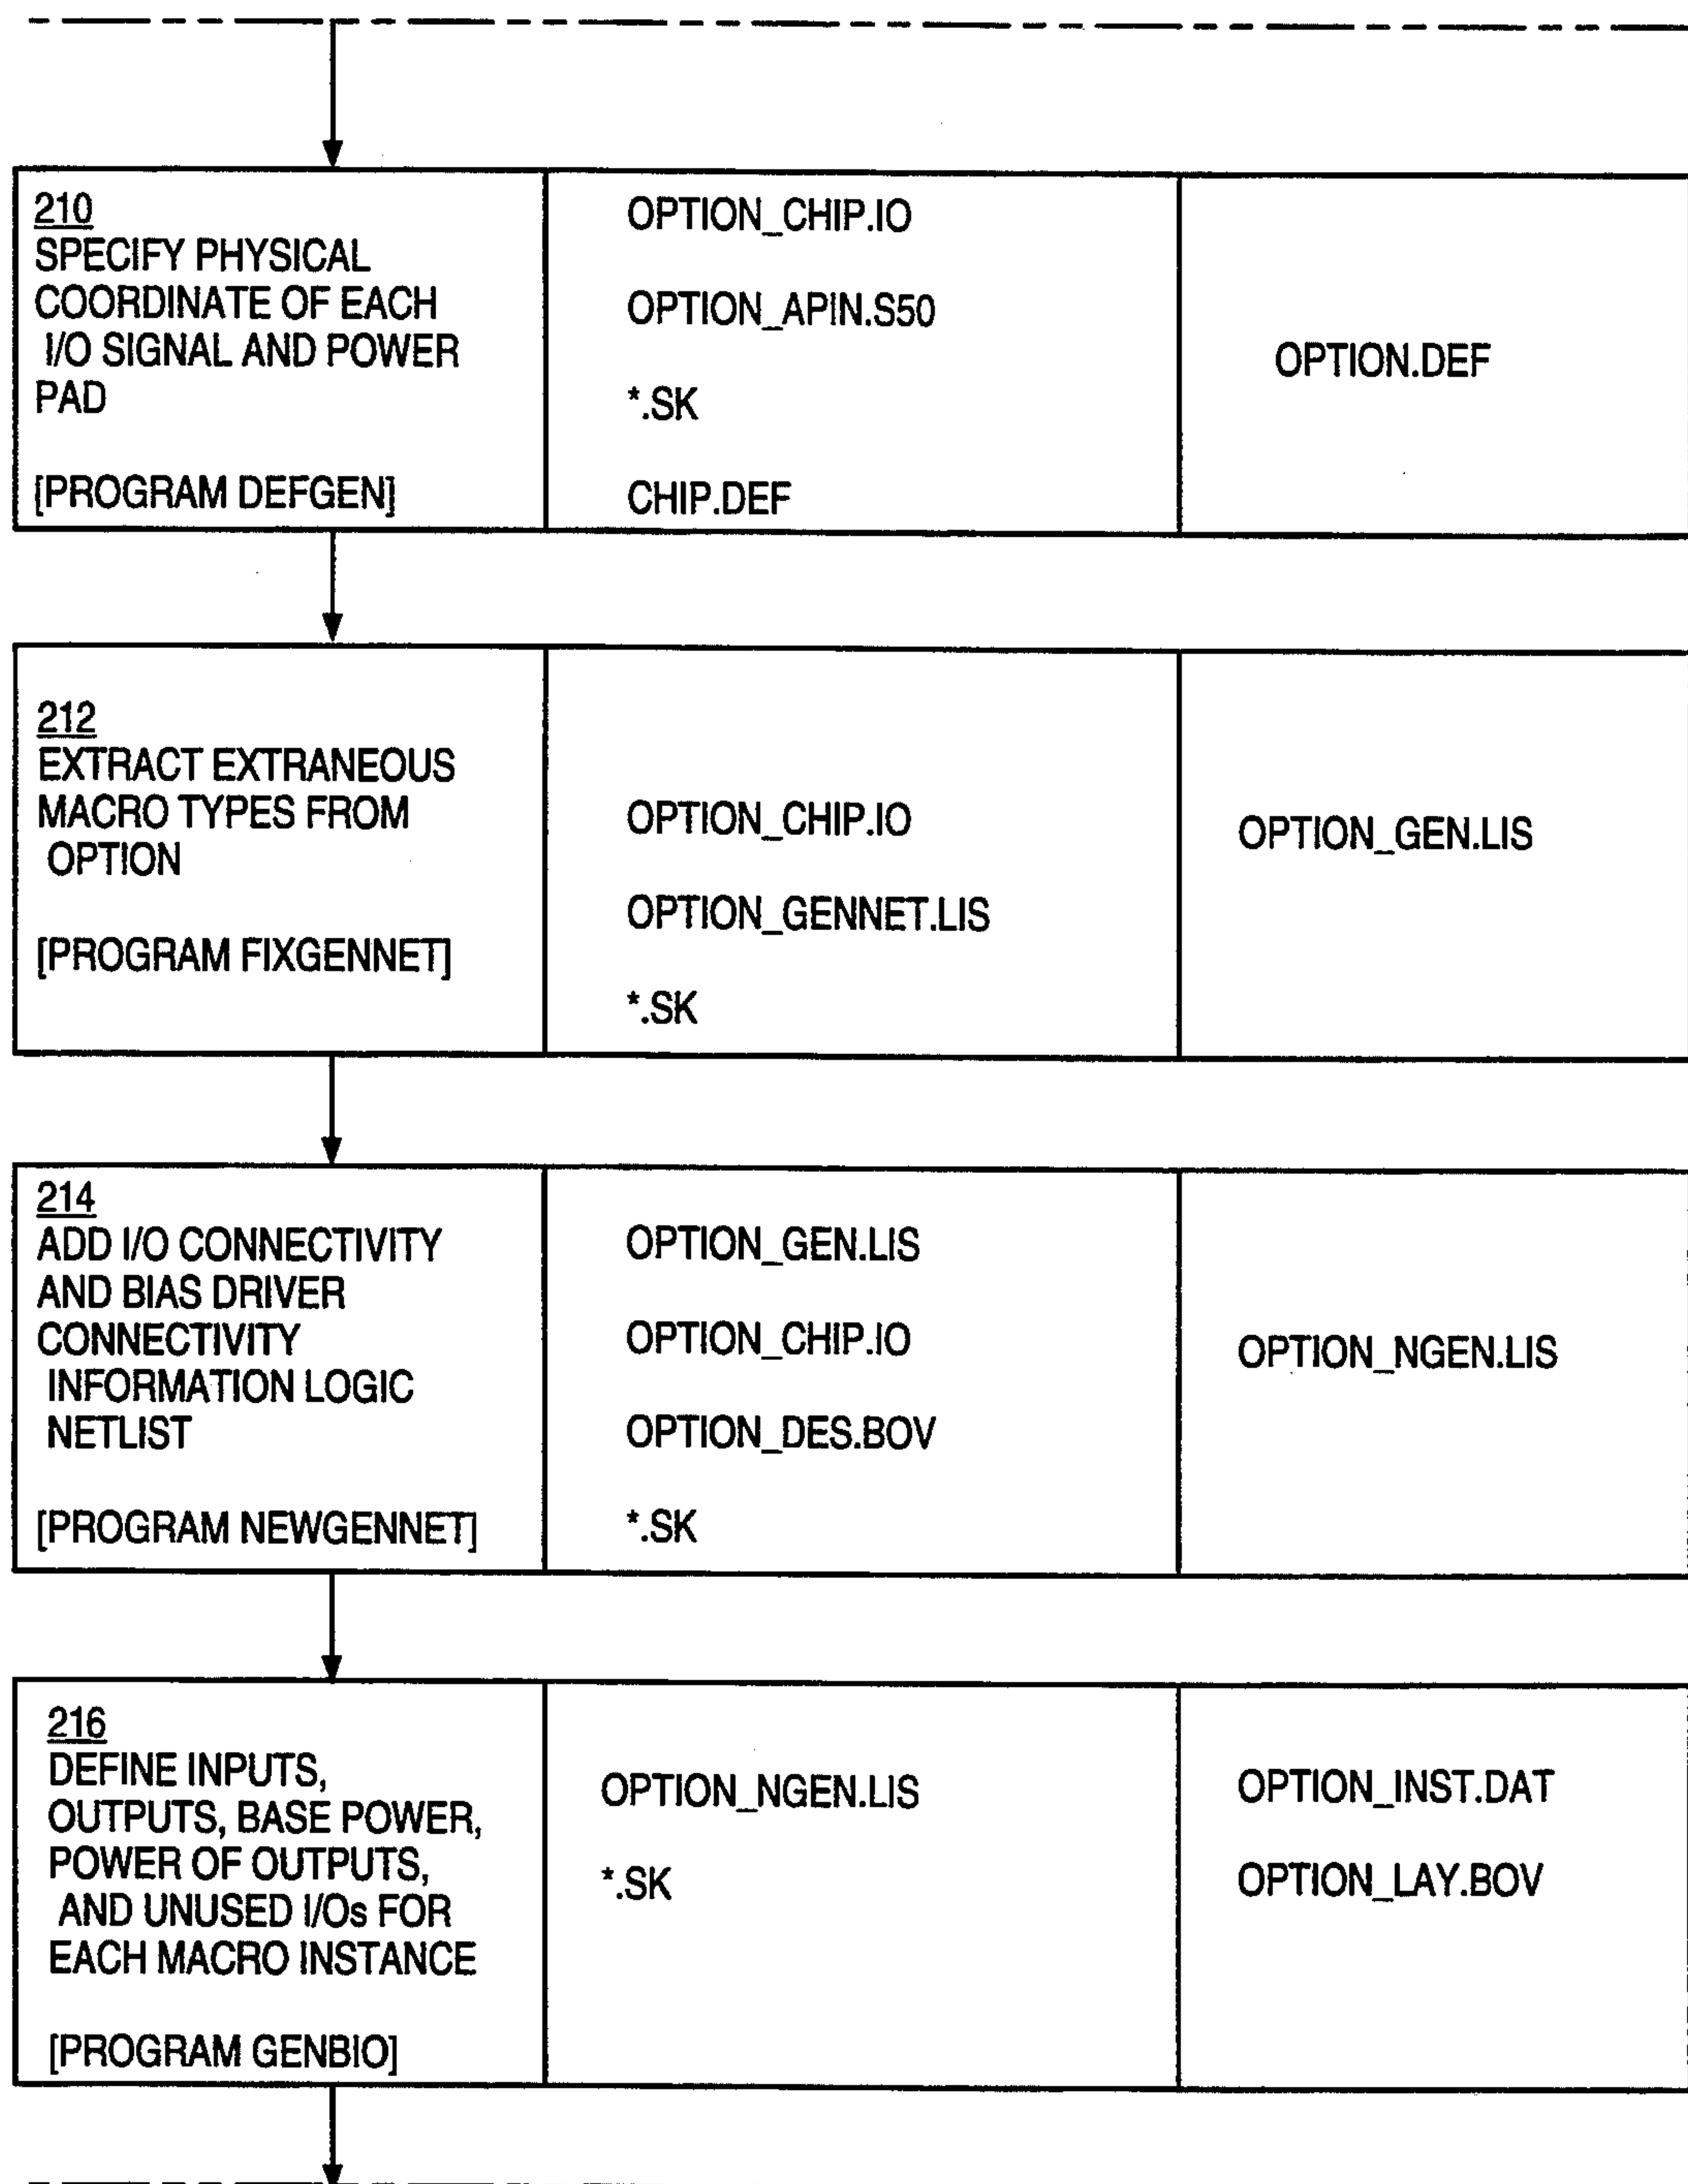 210
SPECIFY PHYSICAL
COORDINATE OF EACH
I/O SIGNAL AND POWER
PAD
[PROGRAM DEFGEN]
OPTION_CHIP.IO
OPTION_APIN.S50
*.SK
CHIP.DEF
OPTION.DEF
212
EXTRACT EXTRANEOUS
MACRO TYPES FROM
OPTION
[PROGRAM FIXGENNET]
OPTION_CHIP.IO
OPTION_GENNET.LIS
*.SK
OPTION_GEN.LIS
214
ADD I/O CONNECTIVITY
AND BIAS DRIVER
CONNECTIVITY
INFORMATION LOGIC
NETLIST
[PROGRAM NEWGENNET]
OPTION_GEN.LIS
OPTION_CHIP.IO
OPTION_DES.BOV
*.SK
OPTION_NGEN.LIS
216
DEFINE INPUTS,
OUTPUTS, BASE POWER,
POWER OF OUTPUTS,
AND UNUSED I/Os FOR
EACH MACRO INSTANCE
[PROGRAM GENBIO]
OPTION_NGEN.LIS
*.SK
OPTION_INST.DAT
OPTION_LAY.BOV